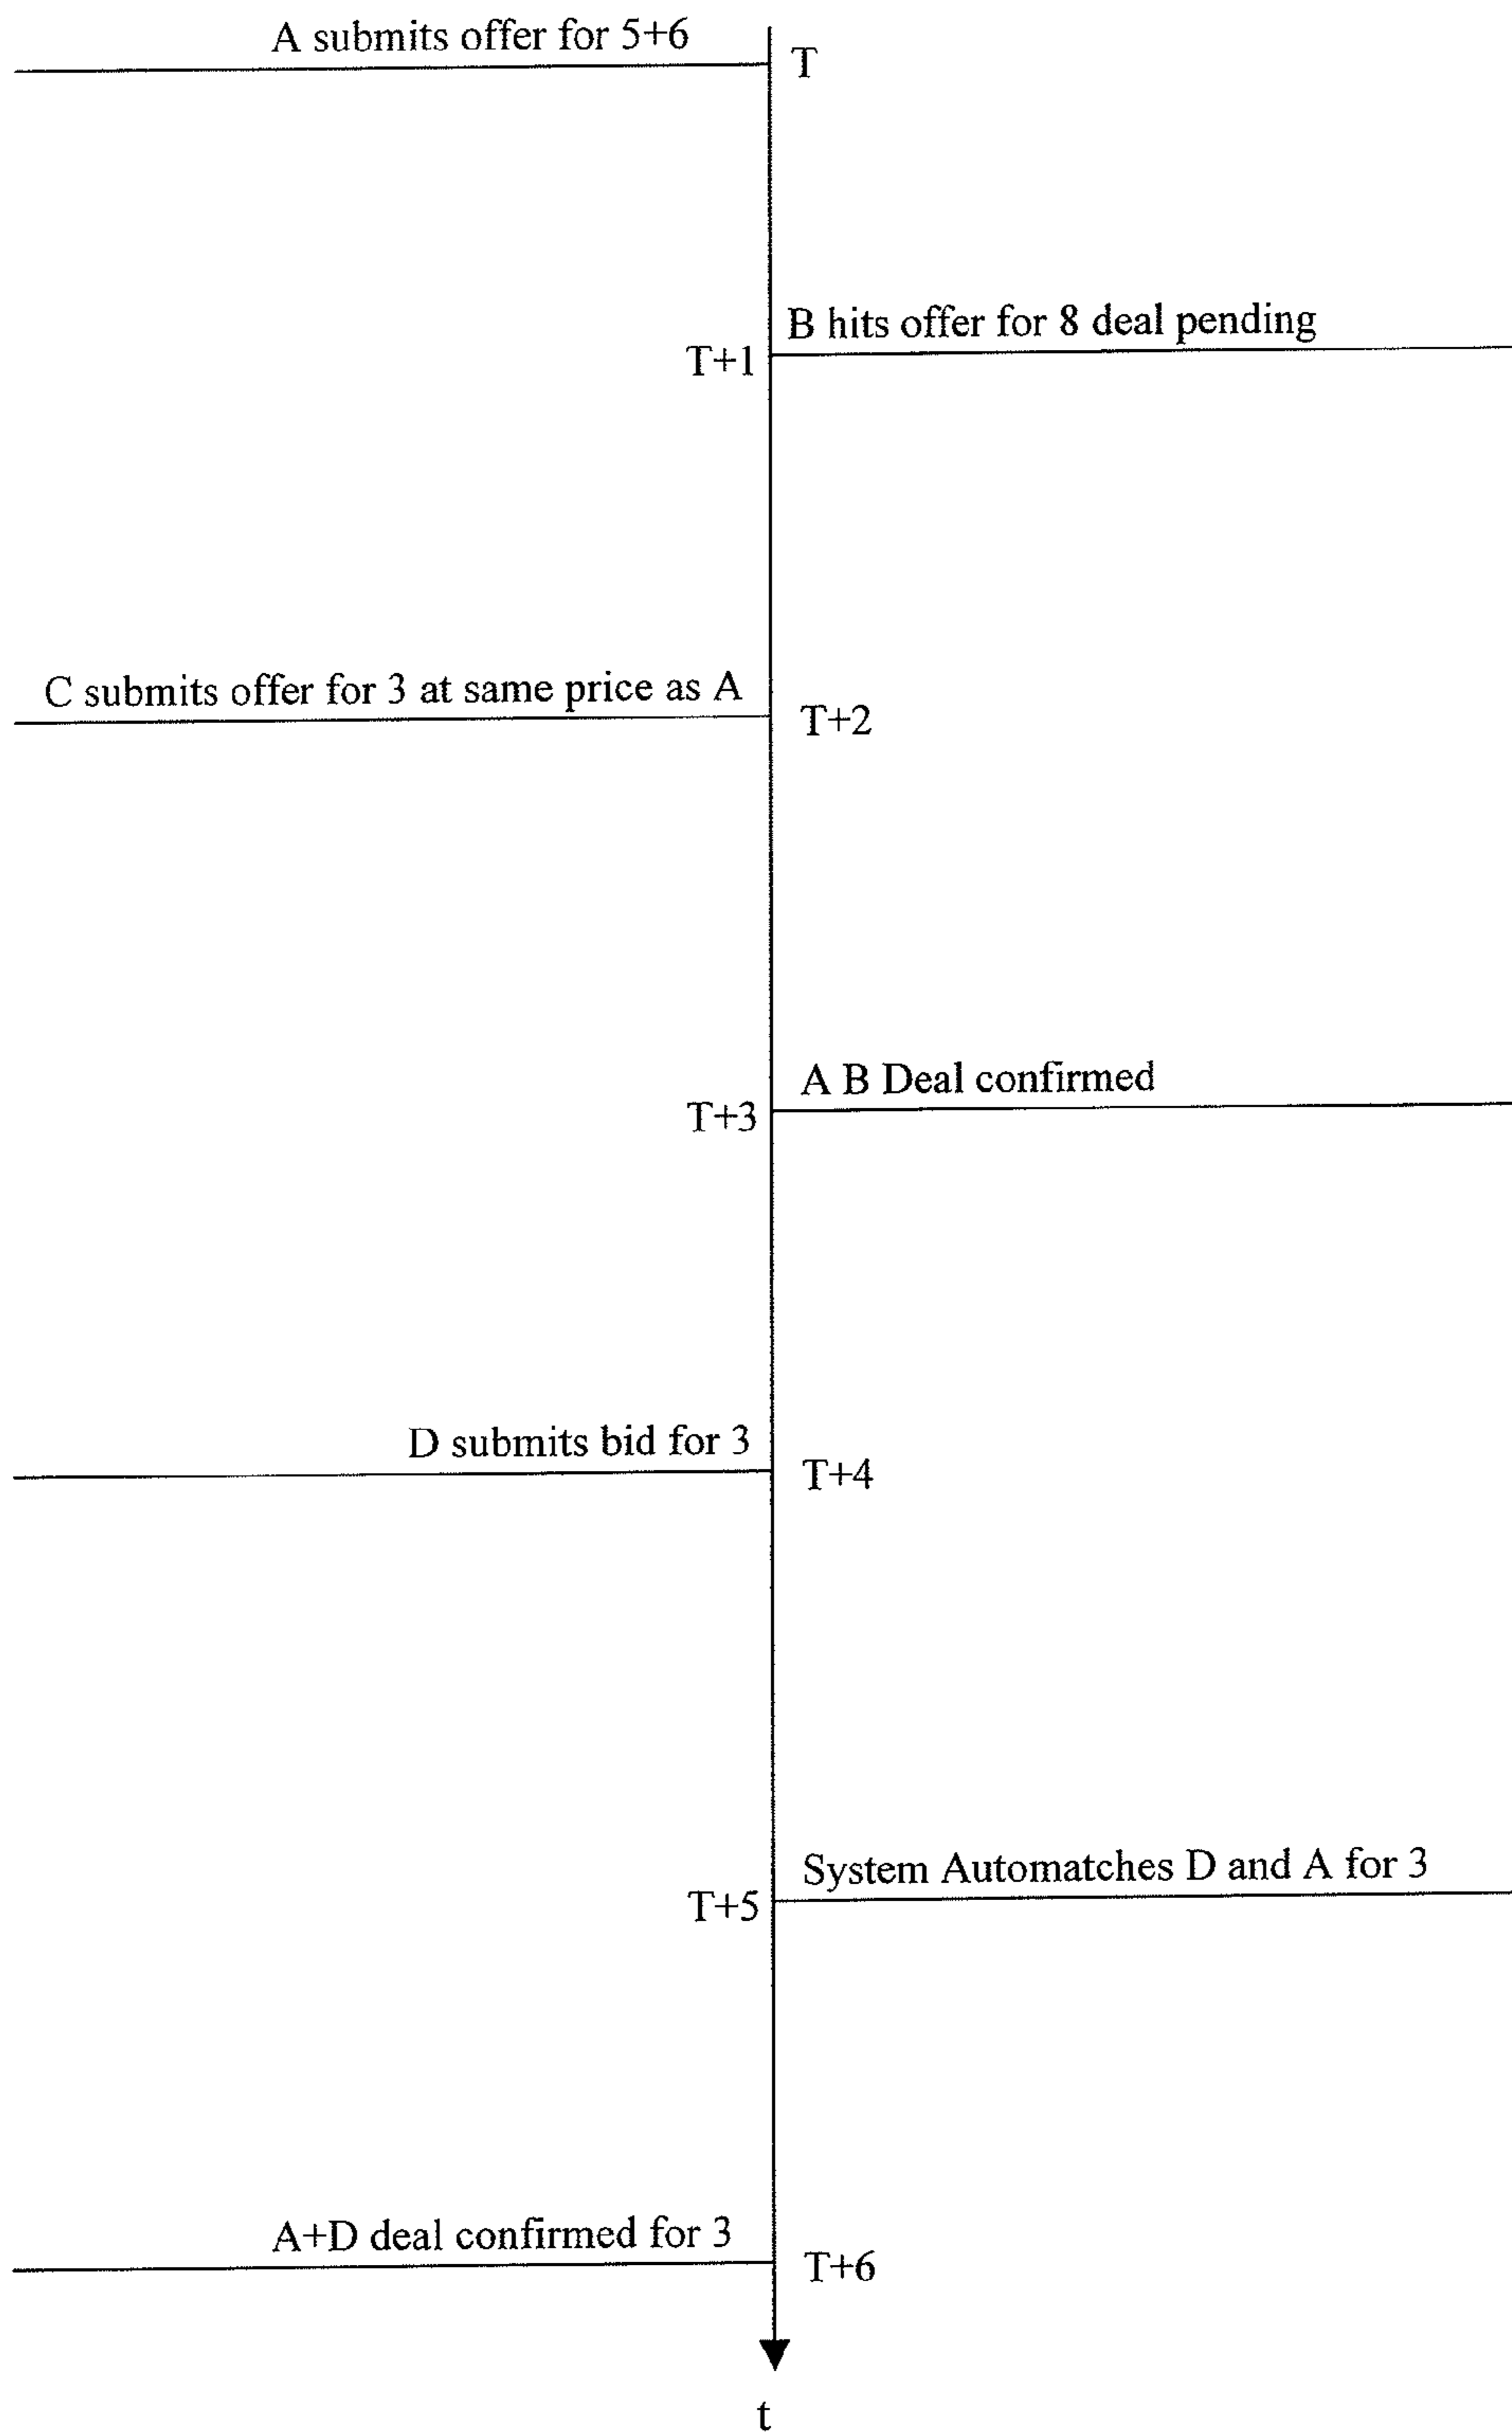 A submits offer for 5+6
T
B hits offer for 8 deal pending
T+1
C submits offer for 3 at same price as A
T+2
A B Deal confirmed
T+3
D submits bid for 3
T+4
System Automatches D and A for 3
T+5
A+D deal confirmed for 3
T+6
t